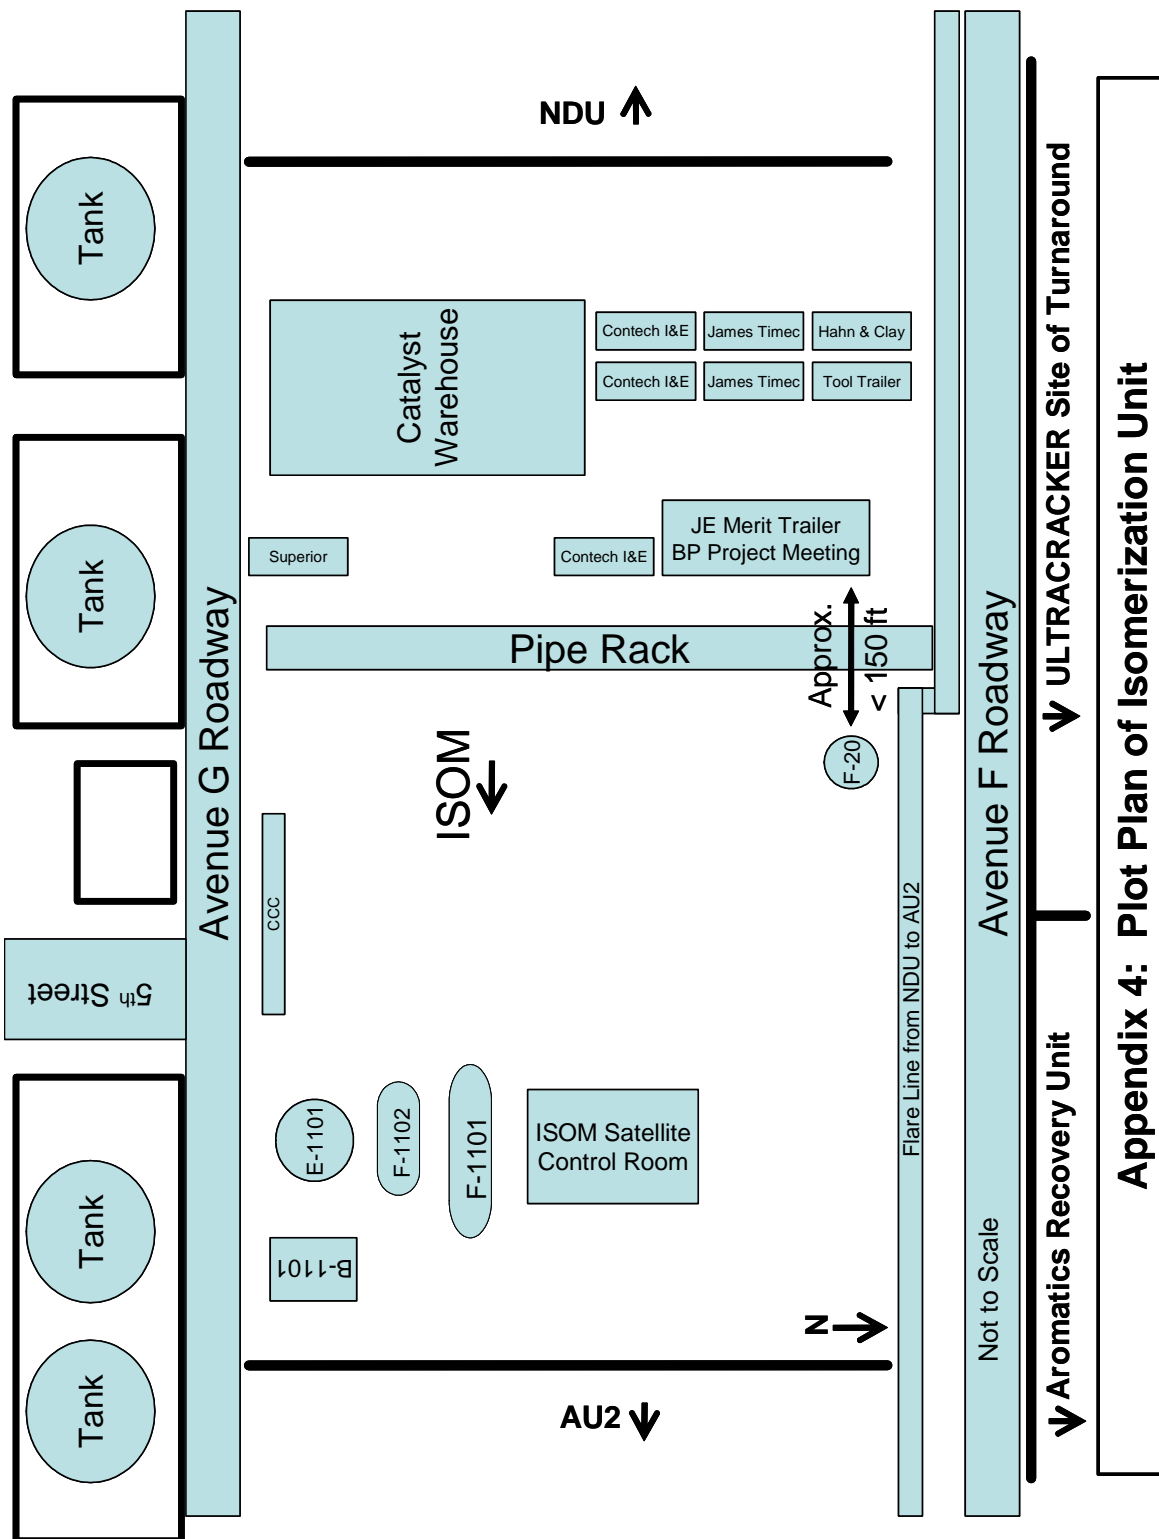 NDU
Tank
Tank
Tank
Tank
Avenue G Roadway
5th Street
Catalyst
Warehouse
Contech I&E
James Timec
Hahn & Clay
Contech I&E
James Timec
Tool Trailer
Superior
Contech I&E
JE Merit Trailer
BP Project Meeting
Pipe Rack
Approx.
< 150 ft
ISOM
F-20
CCC
E-1101
F-1102
F-1101
ISOM Satellite
Control Room
B-1101
N
AU2
Flare Line from NDU to AU2
Avenue F Roadway
Not to Scale
ULTRACRACKER Site of Turnaround
Aromatics Recovery Unit
Appendix 4: Plot Plan of Isomerization Unit